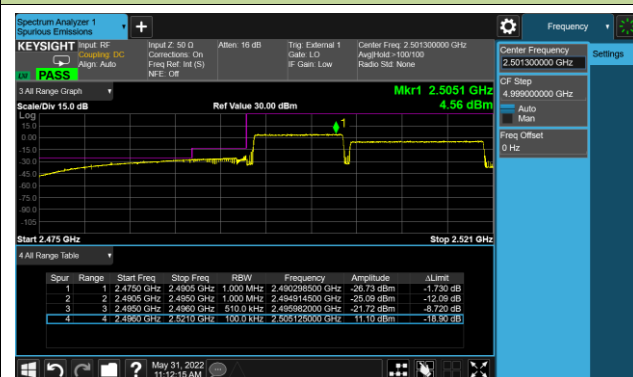 Spectrum Analyzer 1
Spurious Emissions
Frequency
KEYSIGHT Input: RF
Coupling: DC
Align: Auto
Input Z: 50 Ω
Corrections: On
Freq Ref: Int (S)
NFE: Off
Atten: 16 dB
Trig: External 1
Gate: LO
IF Gain: Low
Center Freq: 2.501300000 GHz
Avg|Hold:>100/100
Radio Std: None
PASS
Center Frequency
2.501300000 GHz
Settings
CF Step
4.999000000 GHz
Auto
Man
Freq Offset
0 Hz
3 All Range Graph
Mkr1 2.5051 GHz
4.56 dBm
Scale/Div 15.0 dB
Ref Value 30.00 dBm
Log
15.0
0.00
-15.0
-30.0
-45.0
-60.0
-75.0
-90.0
-105
1
Start 2.475 GHz
Stop 2.521 GHz
4 All Range Table
Spur Range Start Freq Stop Freq RBW Frequency Amplitude ΔLimit
1 1 2.4750 GHz 2.4905 GHz 1.000 MHz 2.490298500 GHz -26.73 dBm -1.730 dB
2 2 2.4905 GHz 2.4950 GHz 1.000 MHz 2.494914500 GHz -25.09 dBm -12.09 dB
3 3 2.4950 GHz 2.4960 GHz 510.0 kHz 2.495982000 GHz -21.72 dBm -8.720 dB
4 4 2.4960 GHz 2.5210 GHz 100.0 kHz 2.505125000 GHz 11.10 dBm -18.90 dB
May 31, 2022
11:12:15 AM